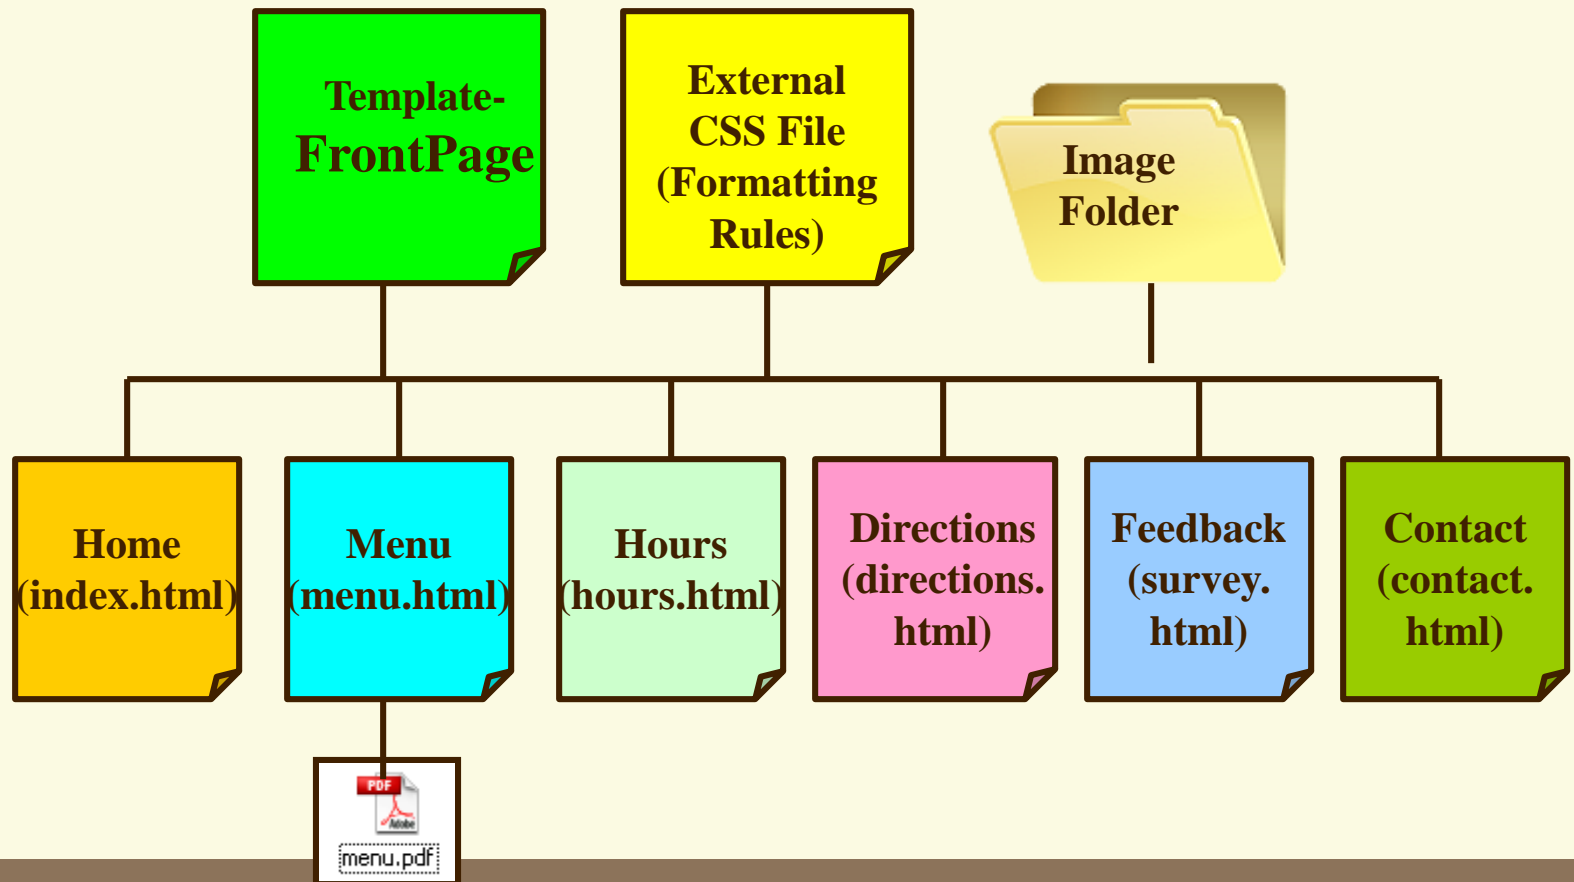 Template-
FrontPage
External
CSS File
(Formatting
Rules)
Image
Folder
Home
(index.html)
Menu
(menu.html)
Hours
(hours.html)
Directions
(directions.
html)
Feedback
(survey.
html)
Contact
(contact.
html)
PDF
Adobe
menu.pdf